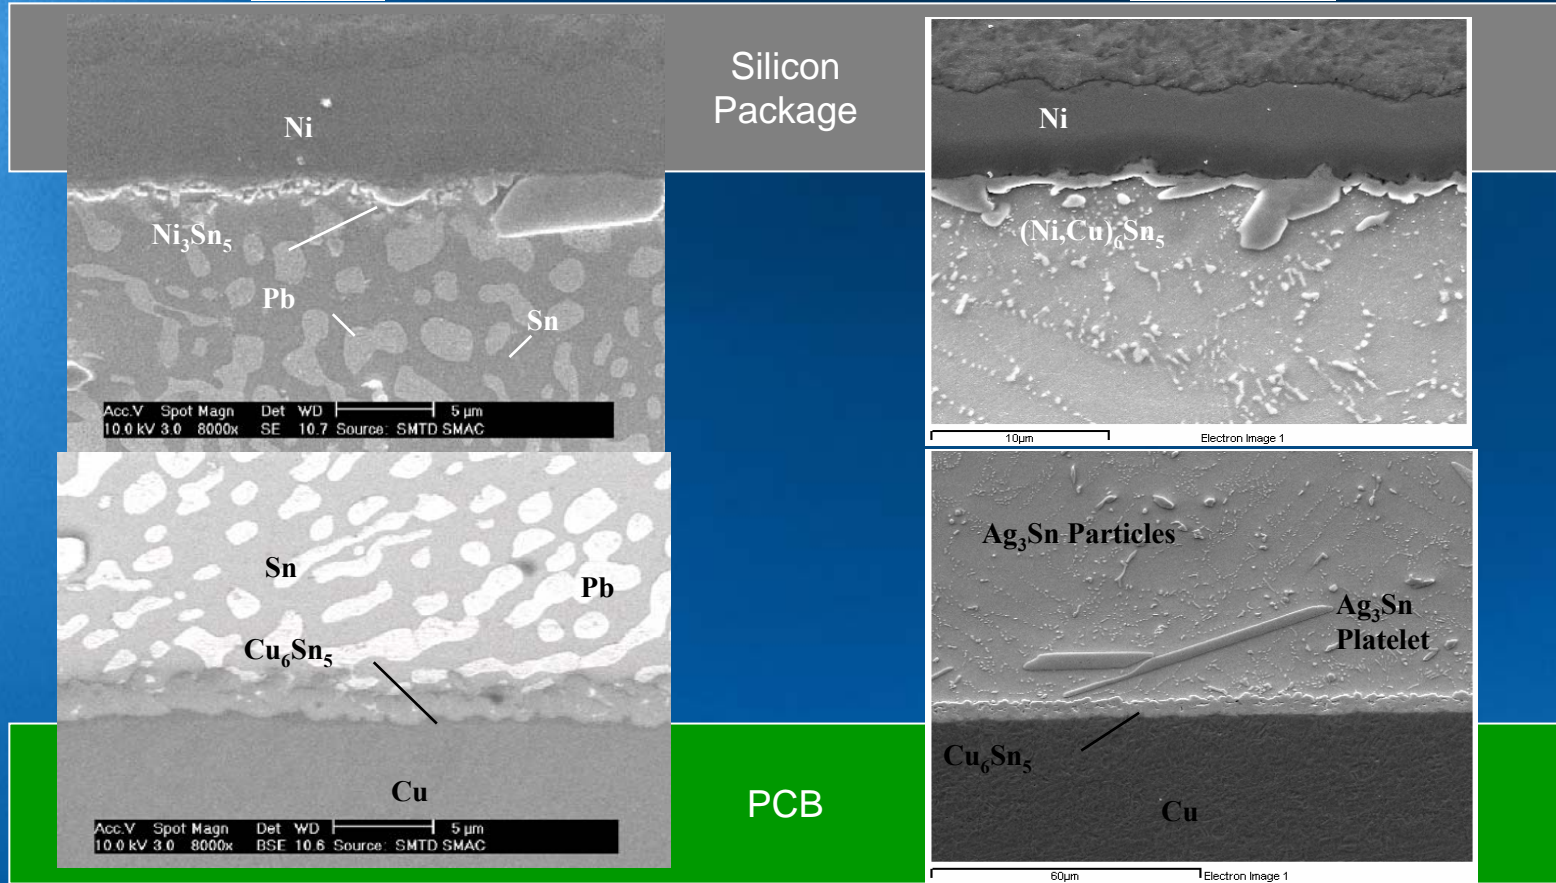 Silicon
Package
Ni
Ni₃Sn₅
Pb
Sn
Acc.V Spot Magn Det WD 5 µm
10.0 kV 3.0 8000x SE 10.7 Source: SMTD SMAC
Ni
(Ni,Cu)₆Sn₅
10µm Electron Image 1
Sn
Pb
Cu₆Sn₅
Cu
Acc.V Spot Magn Det WD 5 µm
10.0 kV 3.0 8000x BSE 10.6 Source: SMTD SMAC
PCB
Ag₃Sn Particles
Ag₃Sn
Platelet
Cu₆Sn₅
Cu
60µm Electron Image 1